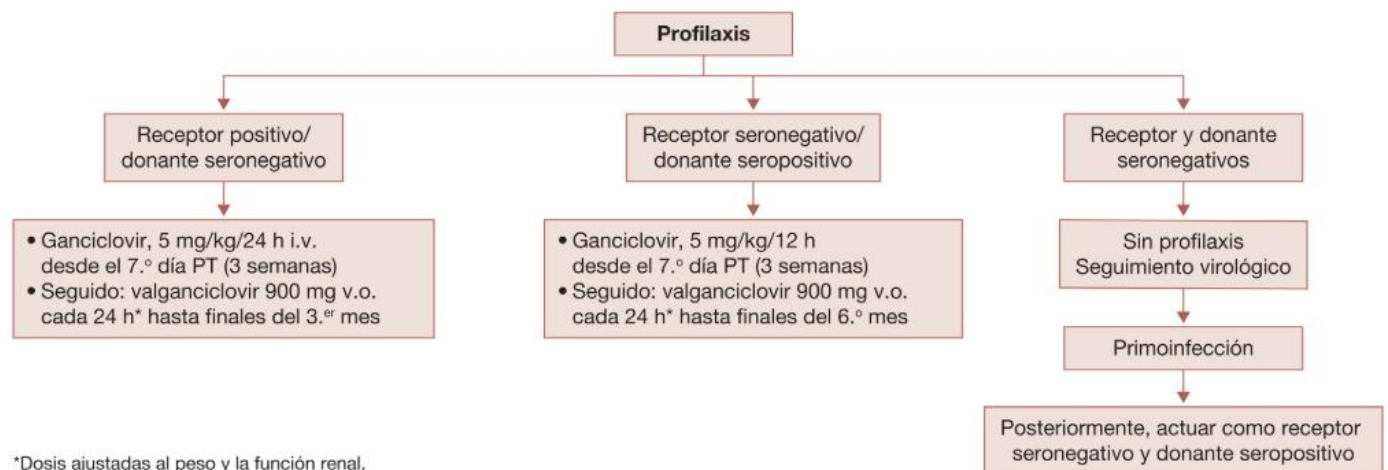 Profilaxis
Receptor positivo/
donante seronegativo
Receptor seronegativo/
donante seropositivo
Receptor y donante
seronegativos
• Ganciclovir, 5 mg/kg/24 h i.v.
desde el 7.º día PT (3 semanas)
• Seguido: valganciclovir 900 mg v.o.
cada 24 h* hasta finales del 3.er mes
• Ganciclovir, 5 mg/kg/12 h
desde el 7.º día PT (3 semanas)
• Seguido: valganciclovir 900 mg v.o.
cada 24 h* hasta finales del 6.º mes
Sin profilaxis
Seguimiento virológico
Primoinfección
Posteriormente, actuar como receptor
seronegativo y donante seropositivo
*Dosis ajustadas al peso y la función renal.